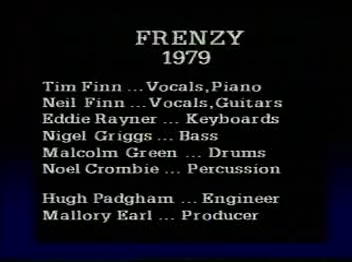 FRENZY
1979
Tim Finn ... Vocals,Piano
Neil Finn ... Vocals,Guitars
Eddie Rayner ... Keyboards
Nigel Griggs ... Bass
Malcolm Green ... Drums
Noel Crombie ... Percussion
Hugh Padgham ... Engineer
Mallory Earl ... Producer